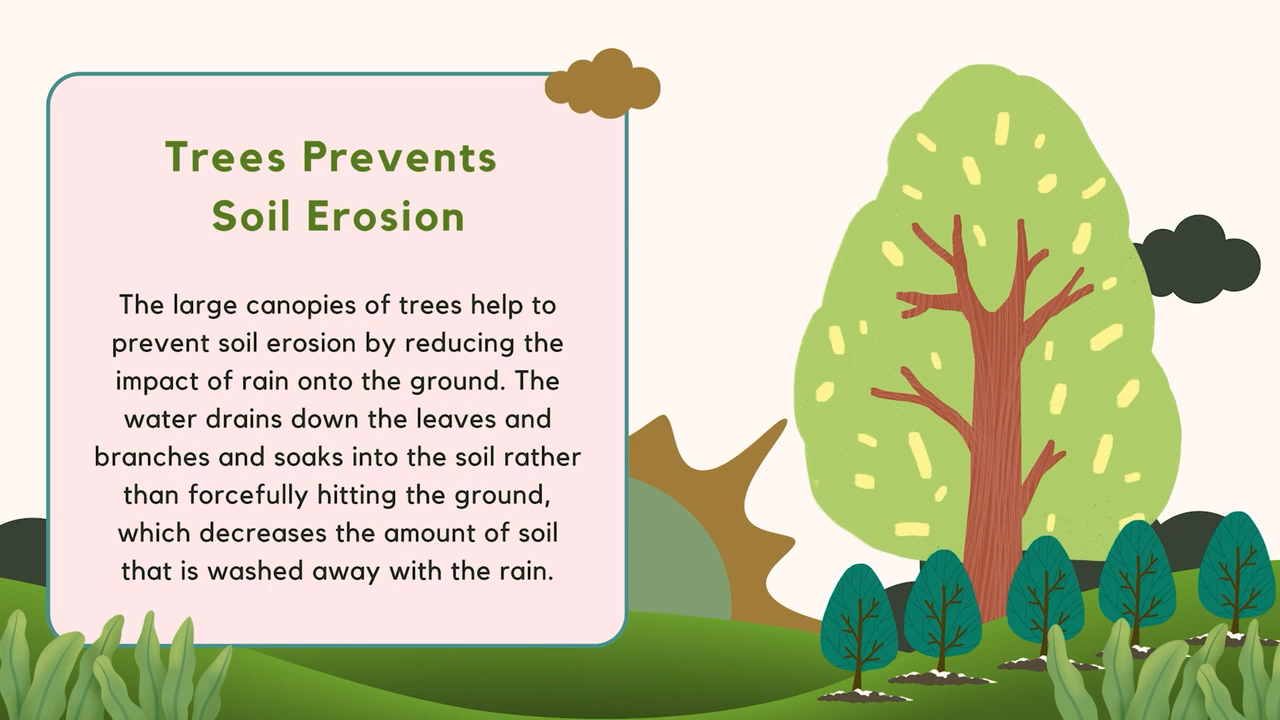 Trees Prevents
Soil Erosion
The large canopies of trees help to
prevent soil erosion by reducing the
impact of rain onto the ground. The
water drains down the leaves and
branches and soaks into the soil rather
than forcefully hitting the ground,
which decreases the amount of soil
that is washed away with the rain.